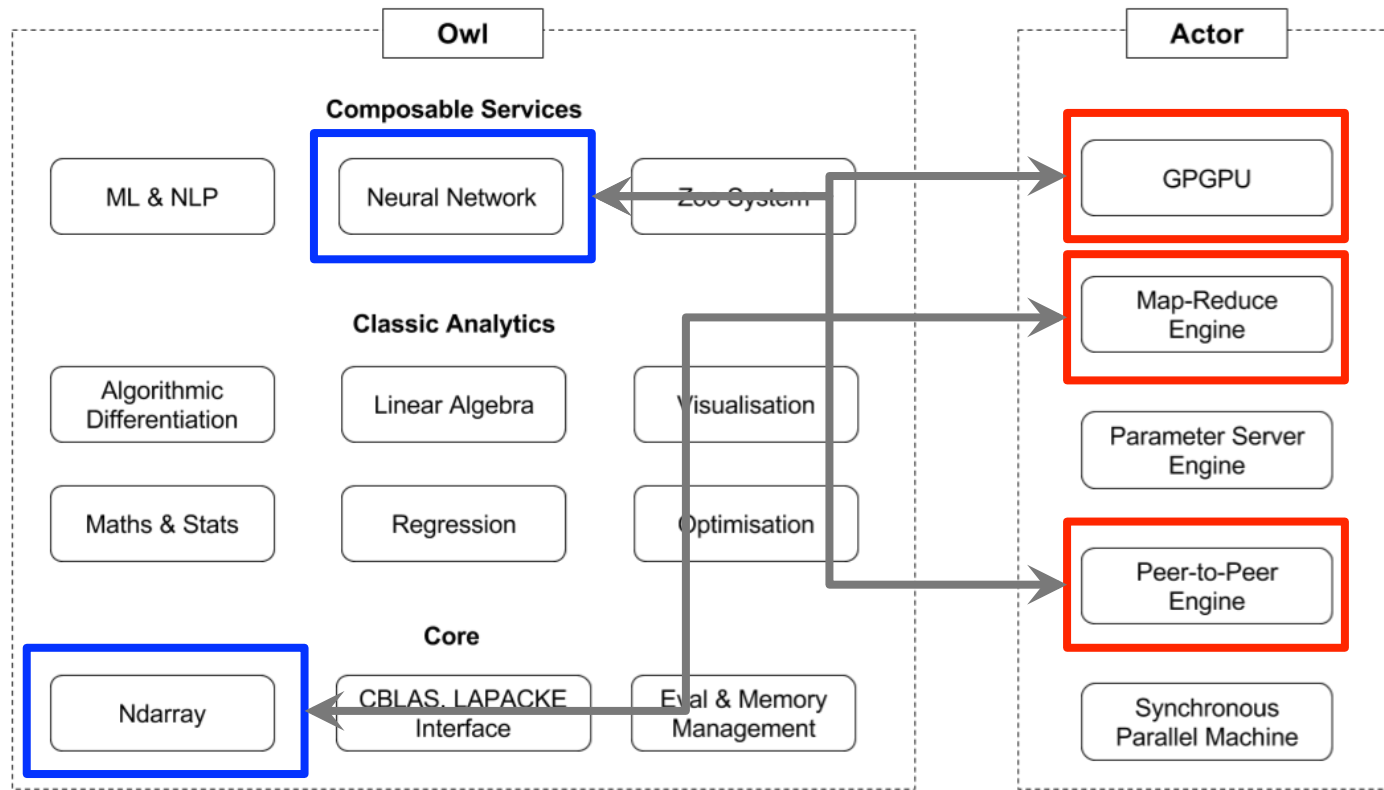 Owl
Actor
Composable Services
ML & NLP
Neural Network
Zoo System
GPGPU
Map-Reduce
Engine
Classic Analytics
Algorithmic
Differentiation
Linear Algebra
Visualisation
Parameter Server
Engine
Maths & Stats
Regression
Optimisation
Peer-to-Peer
Engine
Core
Ndarray
CBLAS, LAPACKE
Interface
Eval & Memory
Management
Synchronous
Parallel Machine